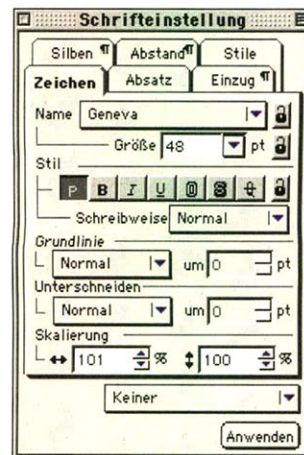 Schrifteinstellung
Silben ¶ Abstand ¶ Stile
Zeichen Absatz Einzug ¶
Name Geneva
Größe 48 pt
Stil
P B I U O S
Schreibweise Normal
Grundlinie
Normal um 0 pt
Unterschneiden
Normal um 0 pt
Skalierung
101 % 100 %
Keiner
Anwenden